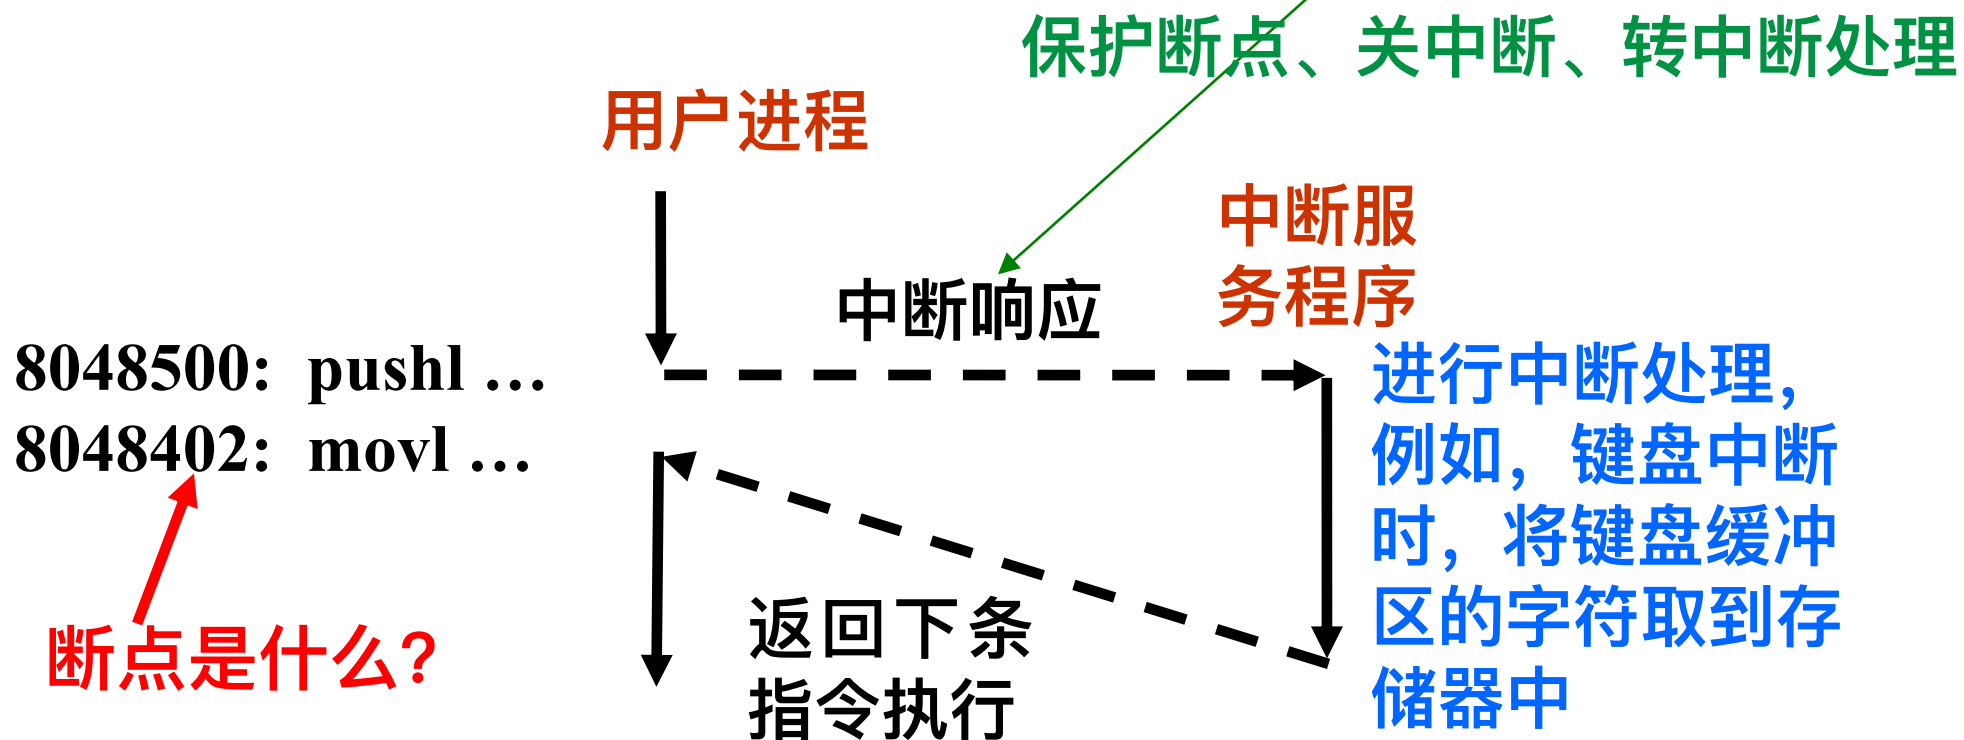 保护断点、关中断、转中断处理
用户进程
中断服
务程序
中断响应
8048500: pushl …
8048402: movl …
进行中断处理，
例如，键盘中断
时，将键盘缓冲
区的字符取到存
储器中
断点是什么?
返回下条
指令执行